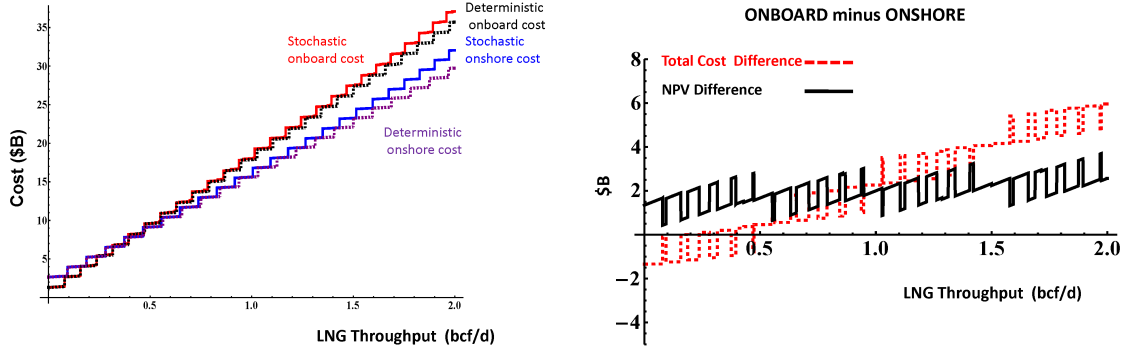 Deterministic
onboard cost
Stochastic
onboard cost
Stochastic
onshore cost
Deterministic
onshore cost
Cost ($B)
35
30
25
20
15
10
5
0.5
1.0
1.5
2.0
LNG Throughput (bcf/d)
ONBOARD minus ONSHORE
Total Cost Difference
NPV Difference
$B
8
6
4
2
−2
−4
0.5
1.0
1.5
2.0
LNG Throughput (bcf/d)